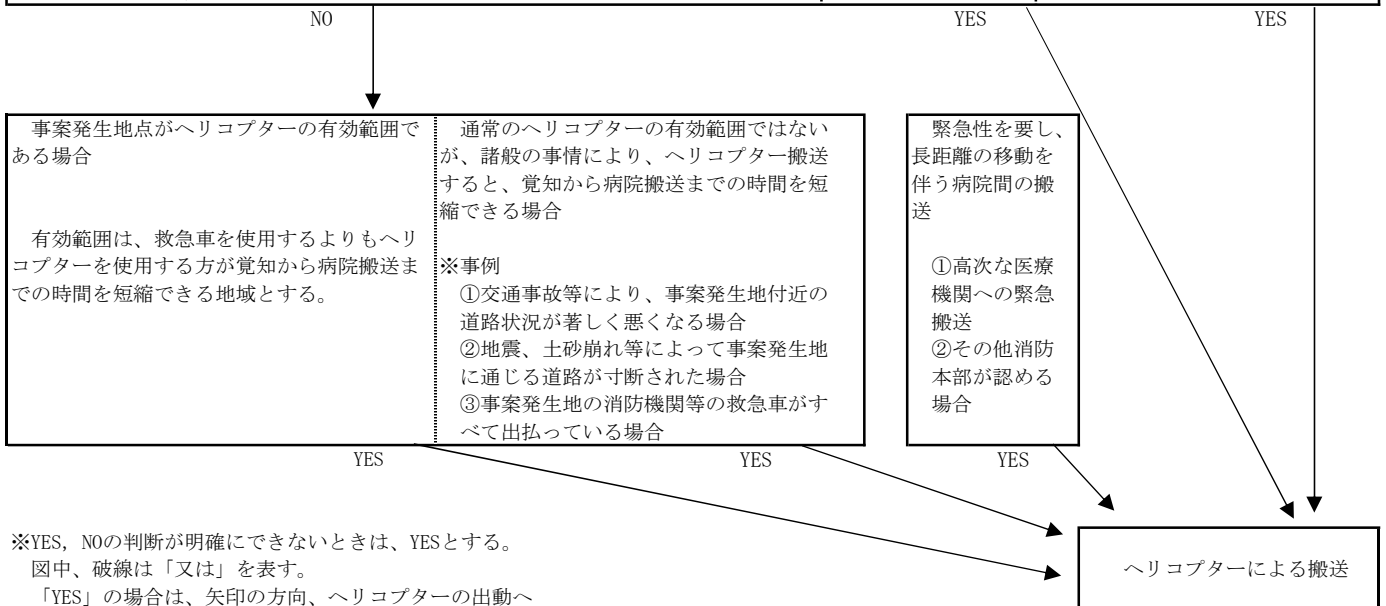 NO
YES
YES
事案発生地点がヘリコプターの有効範囲で
ある場合
有効範囲は、救急車を使用するよりもヘリ
コプターを使用する方が覚知から病院搬送ま
での時間を短縮できる地域とする。
通常のヘリコプターの有効範囲ではない
が、諸般の事情により、ヘリコプター搬送
すると、覚知から病院搬送までの時間を短
縮できる場合
※事例
①交通事故等により、事案発生地付近の
道路状況が著しく悪くなる場合
②地震、土砂崩れ等によって事案発生地
に通じる道路が寸断された場合
③事案発生地の消防機関等の救急車がす
べて出払っている場合
緊急性を要し、
長距離の移動を
伴う病院間の搬
送
①高次な医療
機関への緊急
搬送
②その他消防
本部が認める
場合
YES
YES
YES
※YES, NOの判断が明確にできないときは、YESとする。
図中、破線は「又は」を表す。
「YES」の場合は、矢印の方向、ヘリコプターの出動へ
ヘリコプターによる搬送